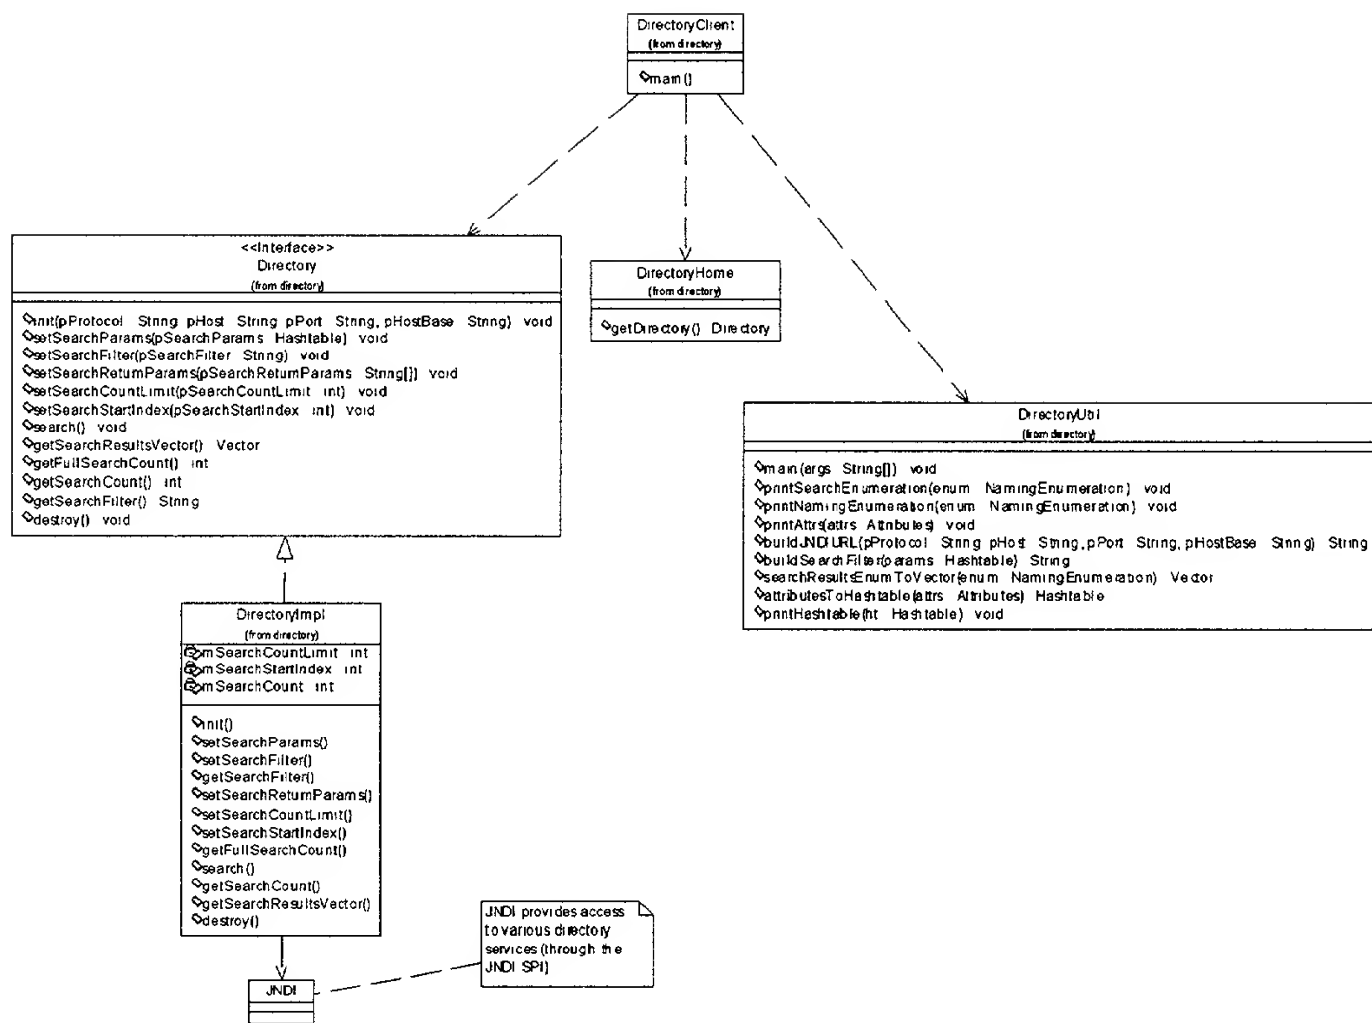 DirectoryClient
(from directory)
main()
<<Interface>>
Directory
(from directory)
init(pProtocol String pHost String pPort String, pHostBase String) void
setSearchParams(pSearchParams Hashtable) void
setSearchFilter(pSearchFilter String) void
setSearchReturnParams(pSearchReturnParams String[]) void
setSearchCountLimit(pSearchCountLimit int) void
setSearchStartIndex(pSearchStartIndex int) void
search() void
getSearchResultsVector() Vector
getFullSearchCount() int
getSearchCount() int
getSearchFilter() String
destroy() void
DirectoryHome
(from directory)
getDirectory() Directory
DirectoryUtil
(from directory)
main(args String[]) void
printSearchEnumeration(enum NamingEnumeration) void
printNamingEnumeration(enum NamingEnumeration) void
printAttrs(attrs Attributes) void
buildJNDIURL(pProtocol String pHost String, pPort String, pHostBase String) String
buildSearchFilter(params Hashtable) String
searchResultsEnumToVector(enum NamingEnumeration) Vector
attributesToHashtable(attrs Attributes) Hashtable
printHashtable(ht Hashtable) void
DirectoryImpl
(from directory)
mSearchCountLimit int
mSearchStartIndex int
mSearchCount int
init()
setSearchParams()
setSearchFilter()
getSearchFilter()
setSearchReturnParams()
setSearchCountLimit()
setSearchStartIndex()
getFullSearchCount()
search()
getSearchCount()
getSearchResultsVector()
destroy()
JNDI provides access
to various directory
services (through the
JNDI SPI)
JNDI